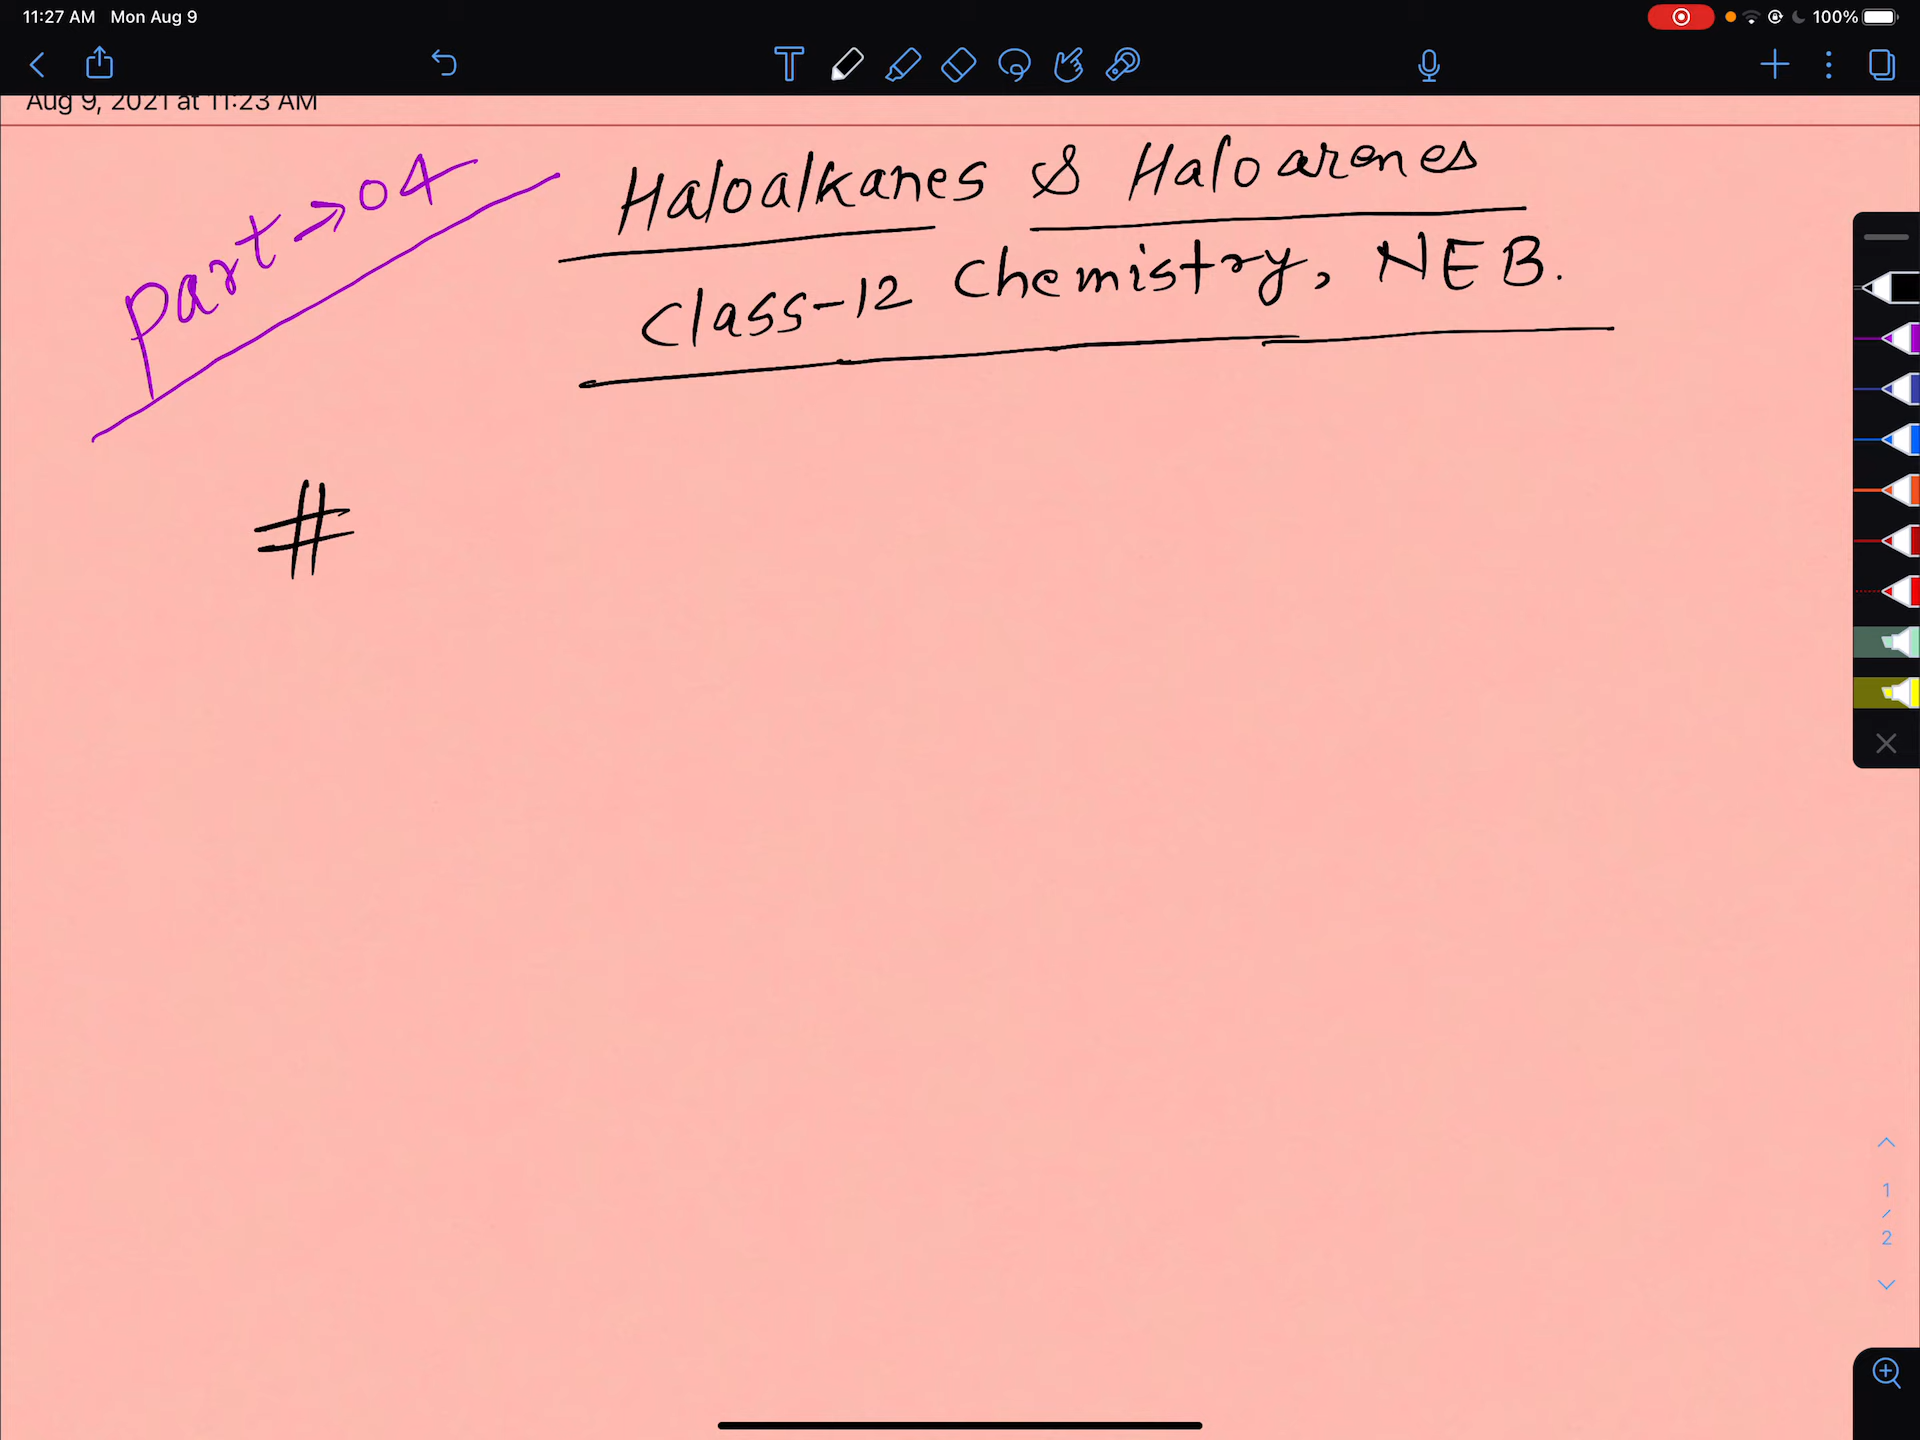 11:27 AM Mon Aug 9
100%
Aug 9, 2021 at 11:23 AM
Part → 04
Haloalkanes & Haloarenes
Class-12 Chemistry, NEB.
#
1
/
2